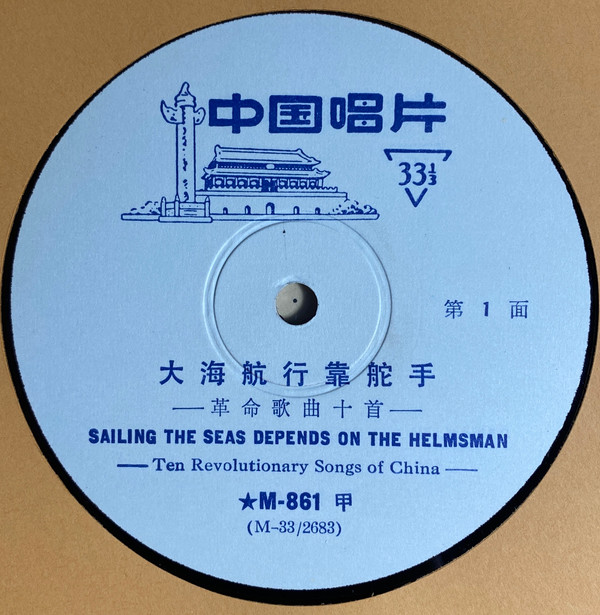 中国唱片
33⅓
第 1 面
大海航行靠舵手
—革命歌曲十首—
SAILING THE SEAS DEPENDS ON THE HELMSMAN
—Ten Revolutionary Songs of China—
★M-861 甲
(M-33/2683)